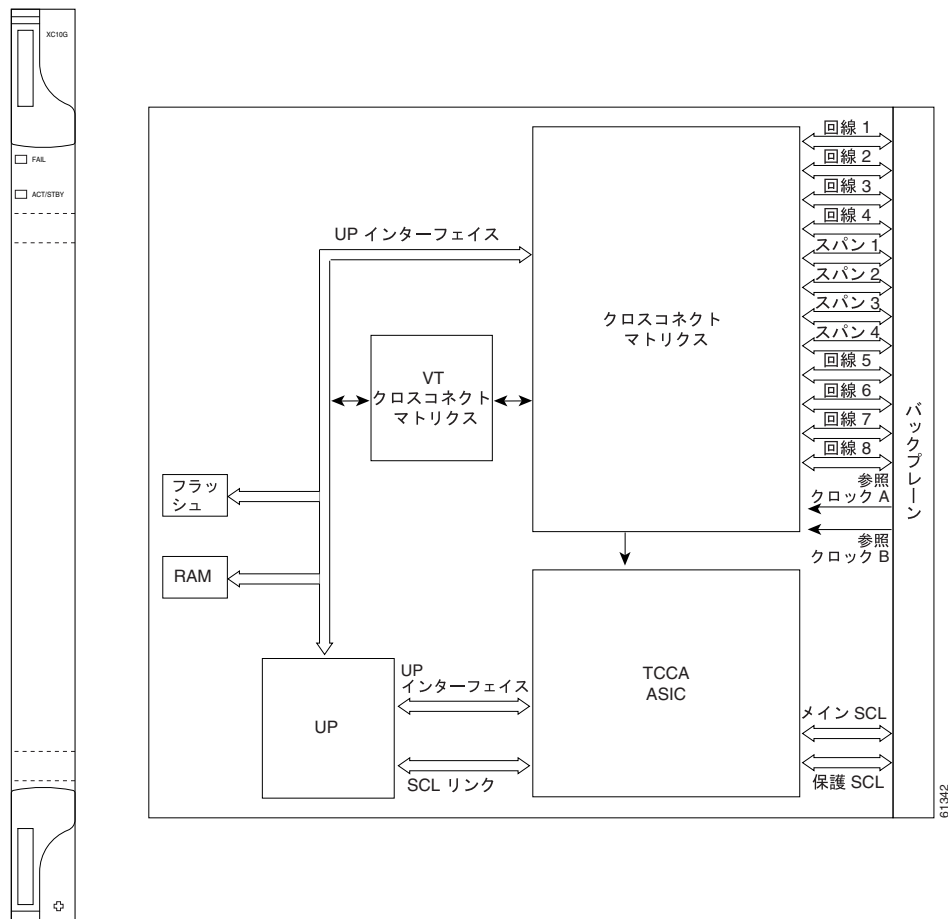 XC10G
FAIL
ACT/STBY
UP インターフェイス
クロスコネクト
マトリクス
VT
クロスコネクト
マトリクス
フラッ
シュ
RAM
UP
UP
インターフェイス
SCL リンク
TCCA
ASIC
回線 1
回線 2
回線 3
回線 4
スパン 1
スパン 2
スパン 3
スパン 4
回線 5
回線 6
回線 7
回線 8
参照
クロック A
参照
クロック B
メイン SCL
保護 SCL
バックプレーン
61342